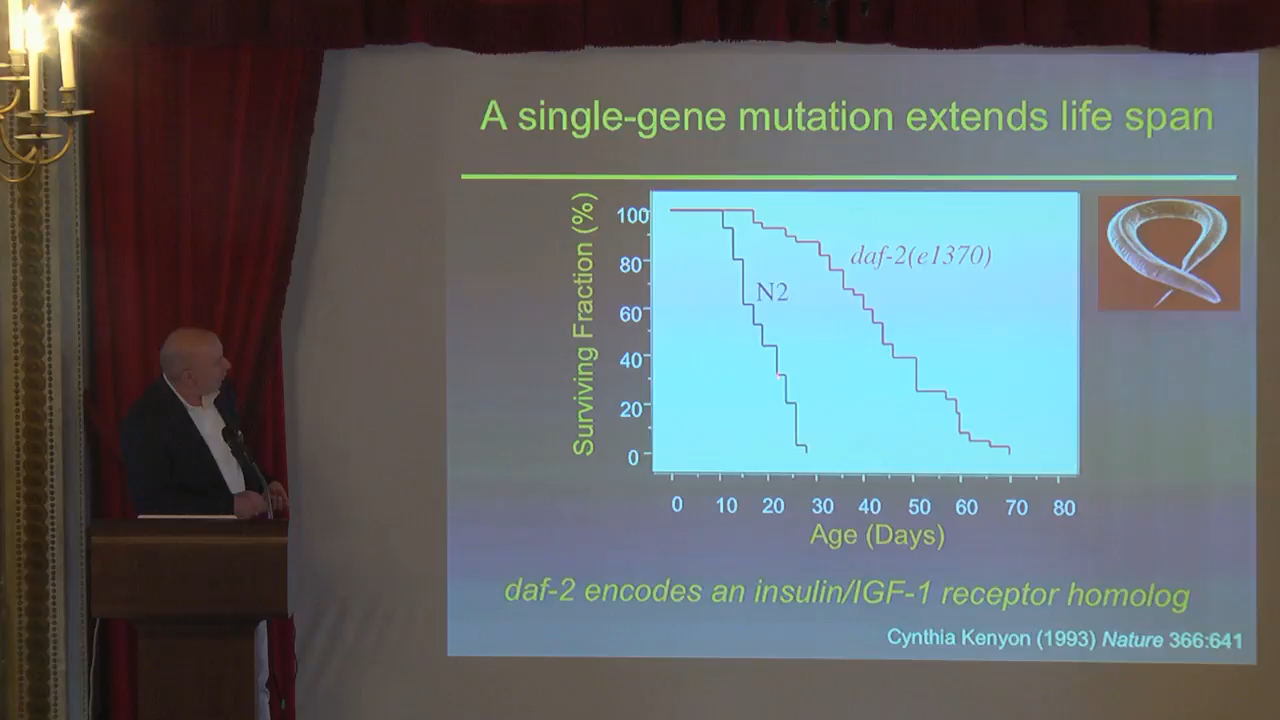 A single-gene mutation extends life span
Surviving Fraction (%)
100
80
60
40
20
0
daf-2(e1370)
N2
0 10 20 30 40 50 60 70 80
Age (Days)
daf-2 encodes an insulin/IGF-1 receptor homolog
Cynthia Kenyon (1993) Nature 366:641